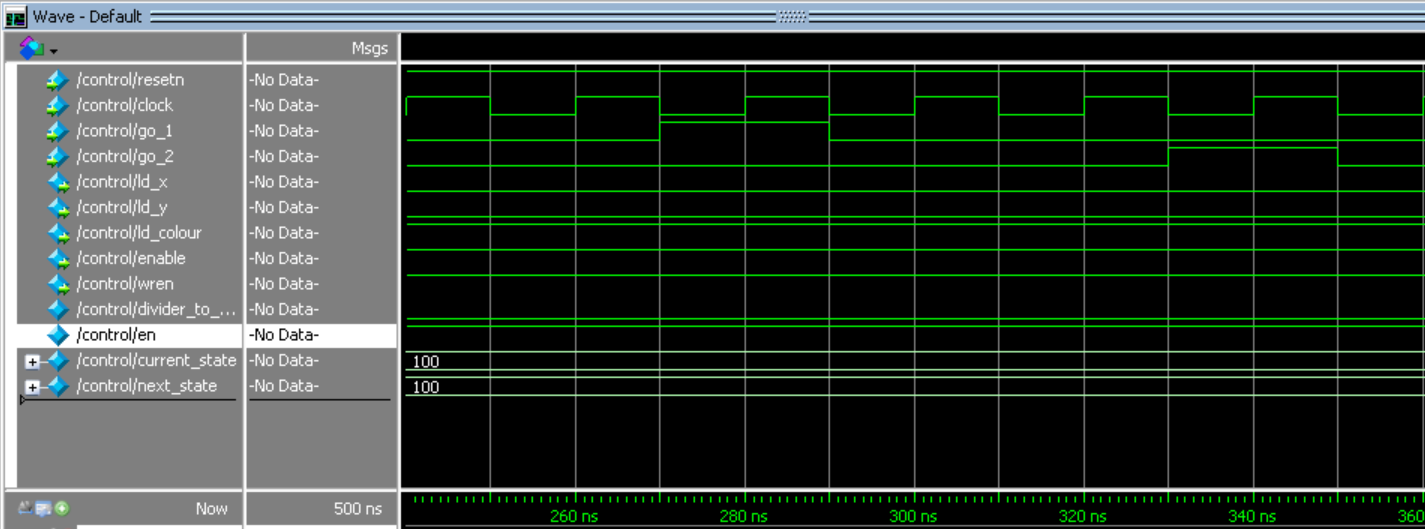 Wave - Default
Msgs
/control/resetn -No Data-
/control/clock -No Data-
/control/go_1 -No Data-
/control/go_2 -No Data-
/control/ld_x -No Data-
/control/ld_y -No Data-
/control/ld_colour -No Data-
/control/enable -No Data-
/control/wren -No Data-
/control/divider_to_... -No Data-
/control/en -No Data-
/control/current_state -No Data- 100
/control/next_state -No Data- 100
Now 500 ns 260 ns 280 ns 300 ns 320 ns 340 ns 360